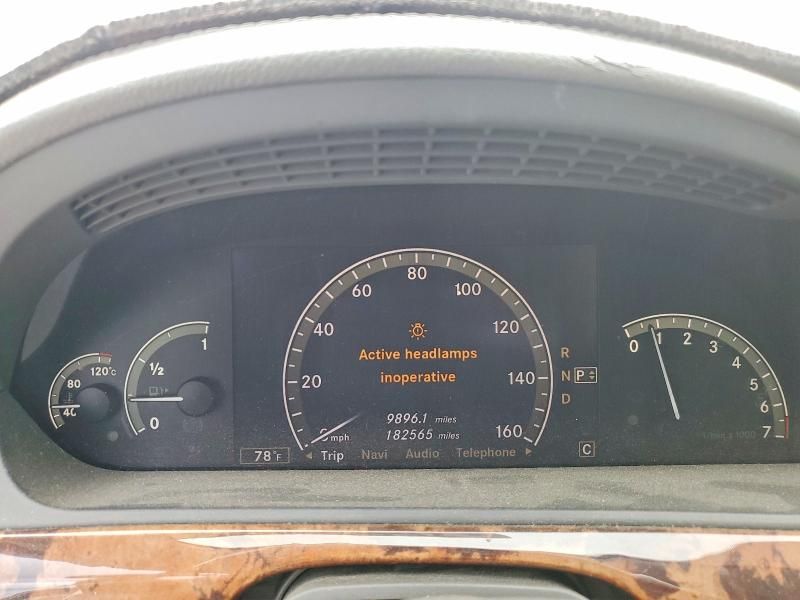 80
60
100
40
120
20
140
0 mph
160
Active headlamps
inoperative
9896.1 miles
182565 miles
Trip Navi Audio Telephone
78°F
R
N P
D
C
1
½
0
120°C
80
40
0 1 2 3 4 5 6 7
1/min x 1000